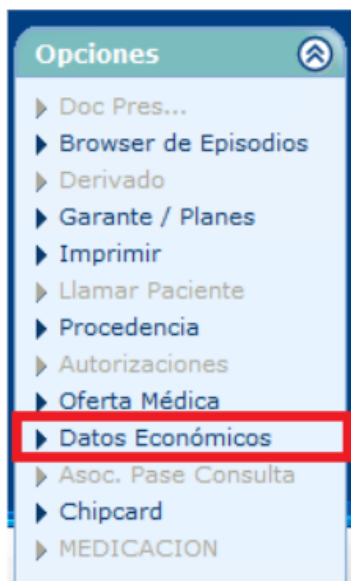 Opciones
Doc Pres...
Browser de Episodios
Derivado
Garante / Planes
Imprimir
Llamar Paciente
Procedencia
Autorizaciones
Oferta Médica
Datos Económicos
Asoc. Pase Consulta
Chipcard
MEDICACION